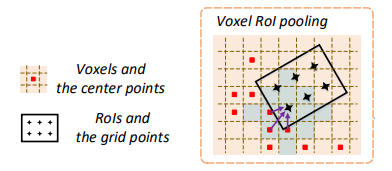 Voxel RoI pooling
Voxels and
the center points
RoIs and
the grid points